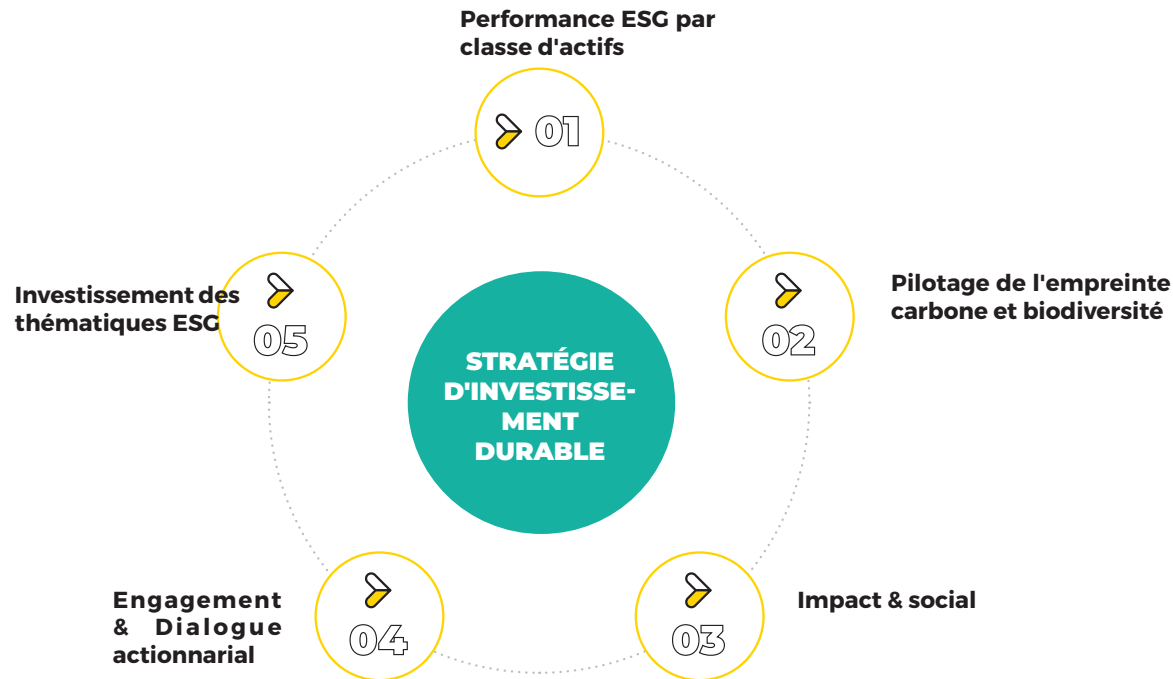 Performance ESG par
classe d'actifs
01
Pilotage de l'empreinte
carbone et biodiversité
02
Investissement des
thématiques ESG
05
STRATÉGIE
D'INVESTISSE-
MENT
DURABLE
Impact & social
03
Engagement
& Dialogue
actionnarial
04